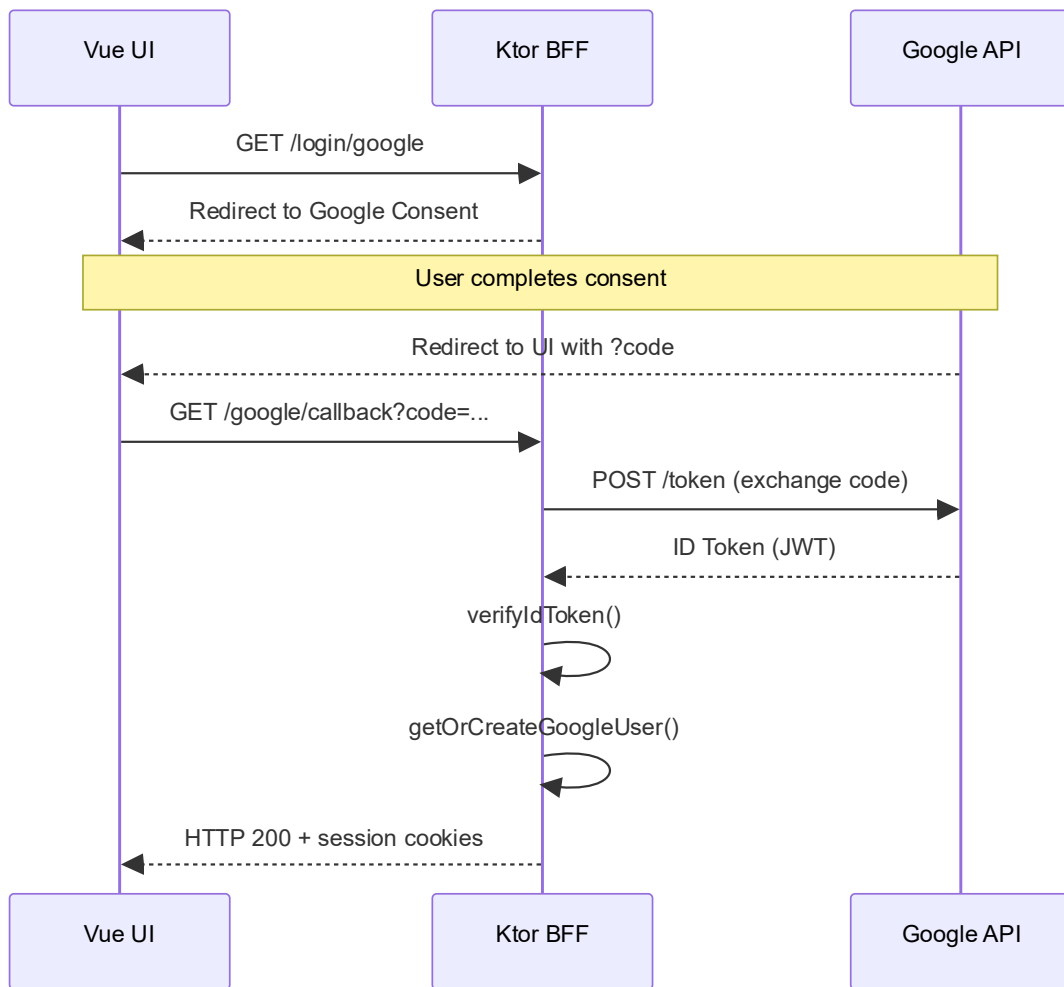 Vue UI
Ktor BFF
Google API
GET /login/google
Redirect to Google Consent
User completes consent
Redirect to UI with ?code
GET /google/callback?code=...
POST /token (exchange code)
ID Token (JWT)
verifyIdToken()
getOrCreateGoogleUser()
HTTP 200 + session cookies
Vue UI
Ktor BFF
Google API